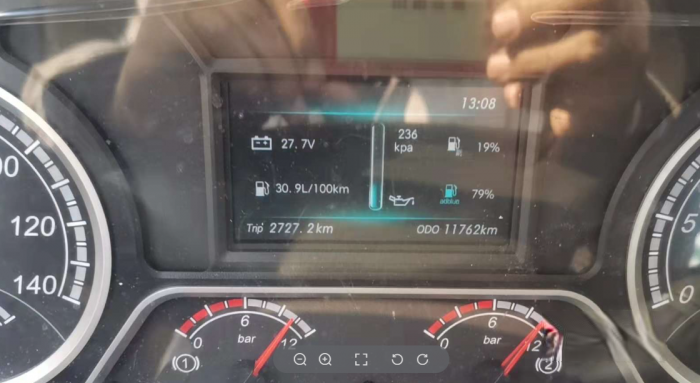 13:08
27.7V
236
kpa
19%
30.9L/100km
79%
adblue
Trip 2727.2km
ODO 11762km
120
140
5
0
0
6
12
bar
(1)
0
6
12
bar
(2)